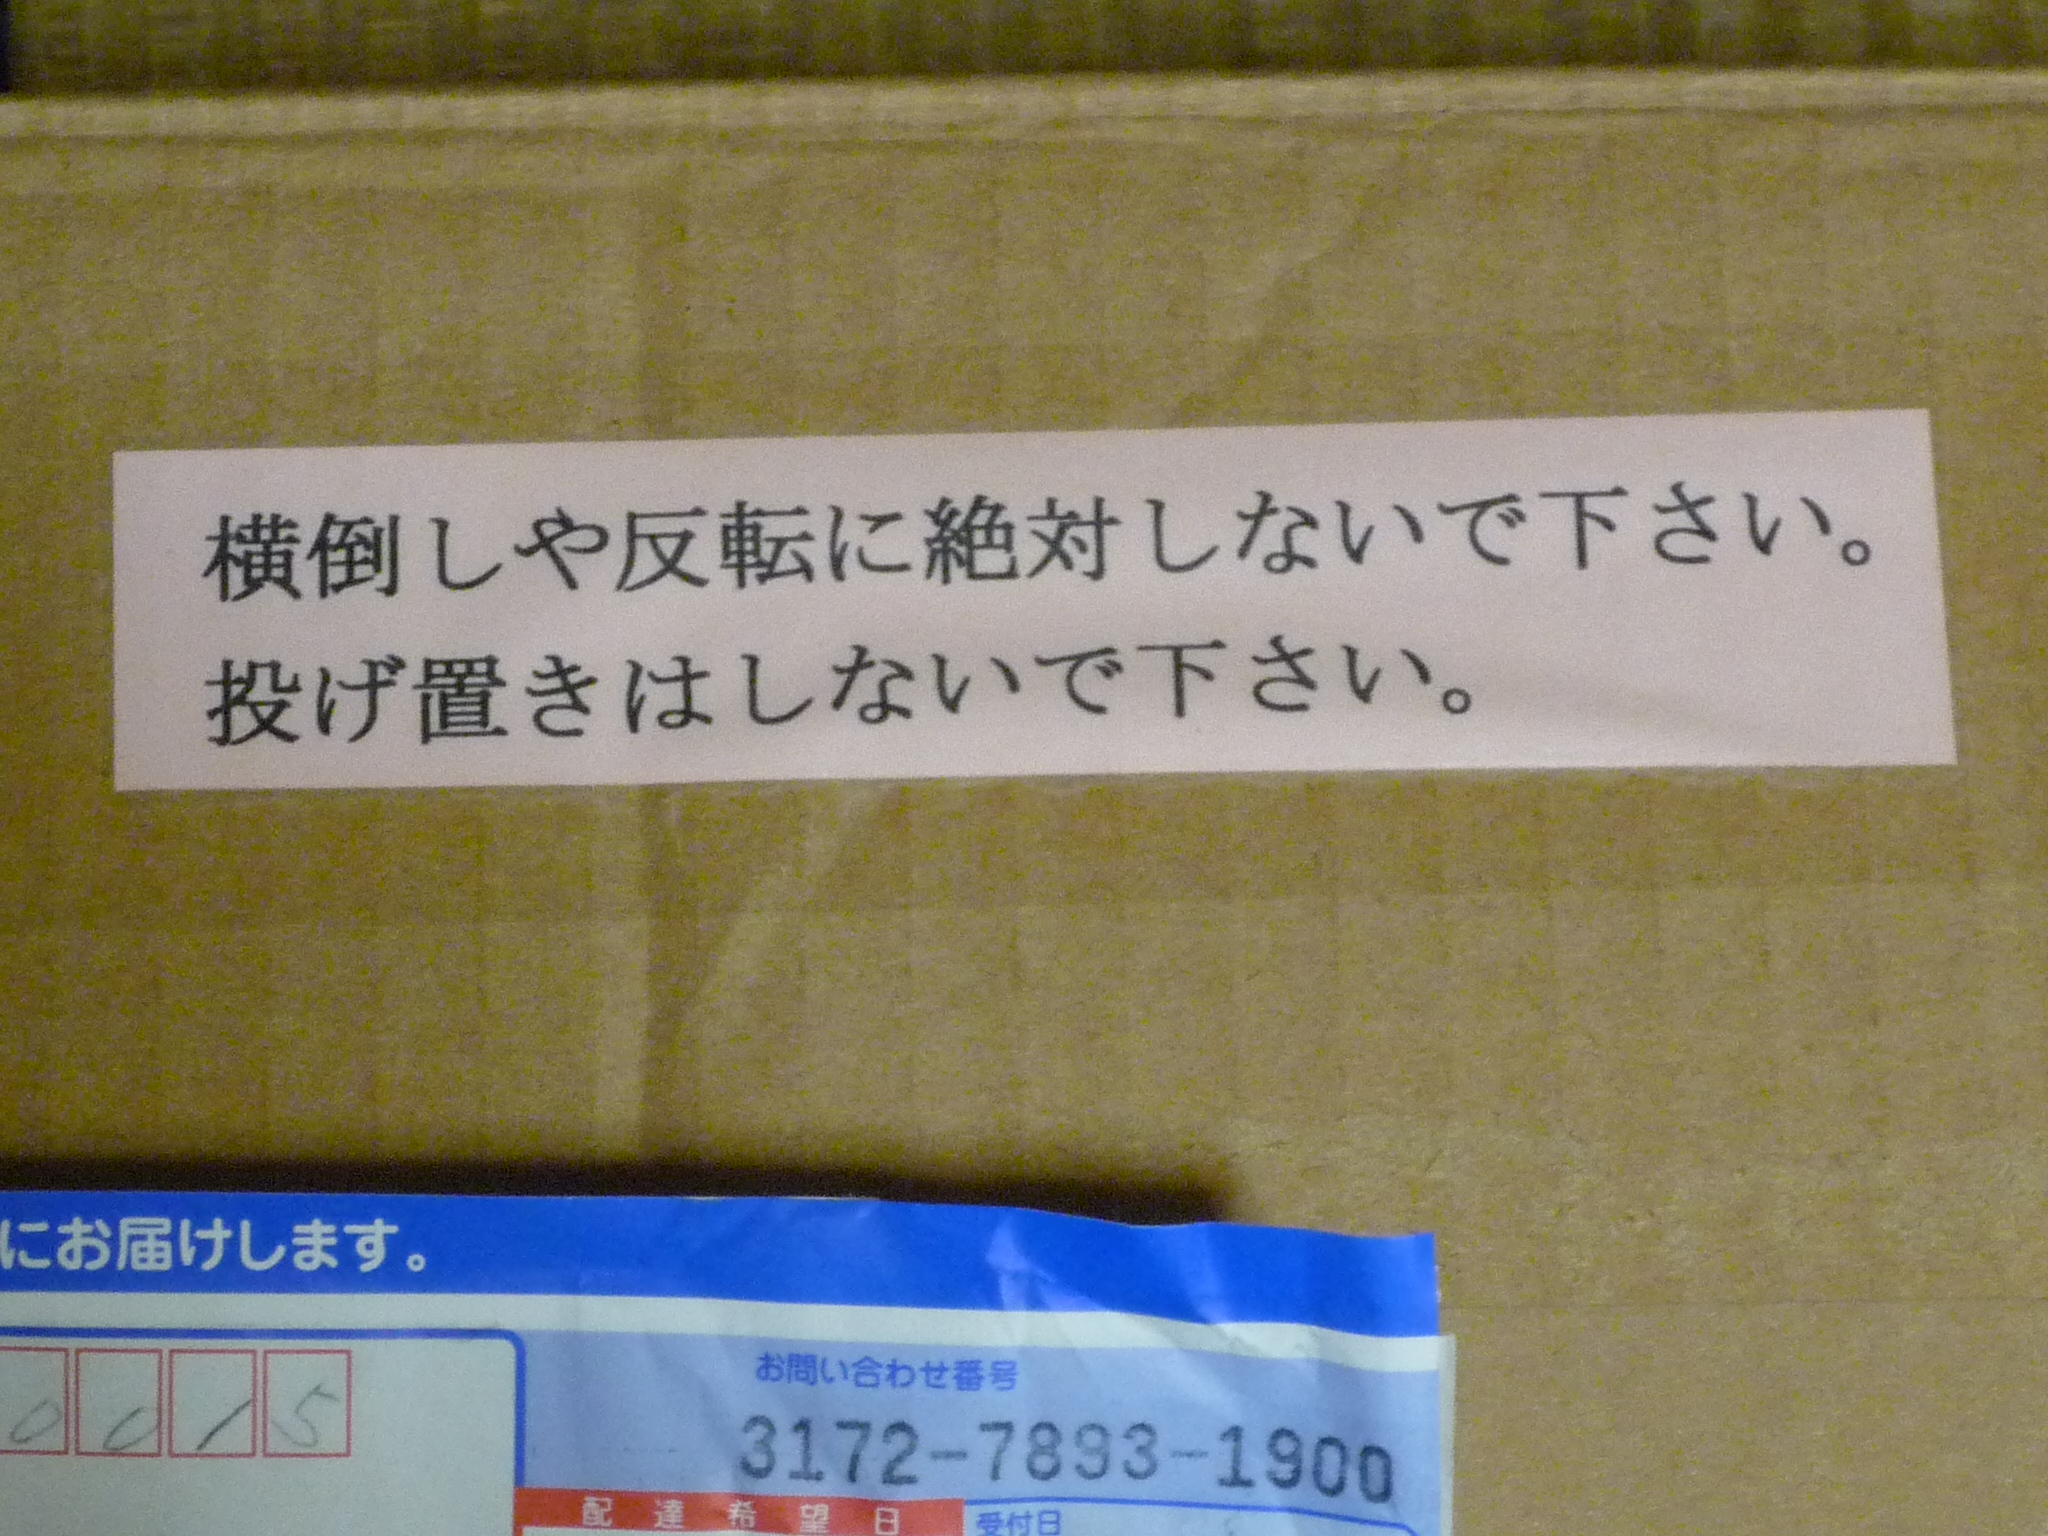 横倒しや反転に絶対しないで下さい。
投げ置きはしないで下さい。
にお届けします。
0015
お問い合わせ番号
3172-7893-1900
配達希望日
受付日